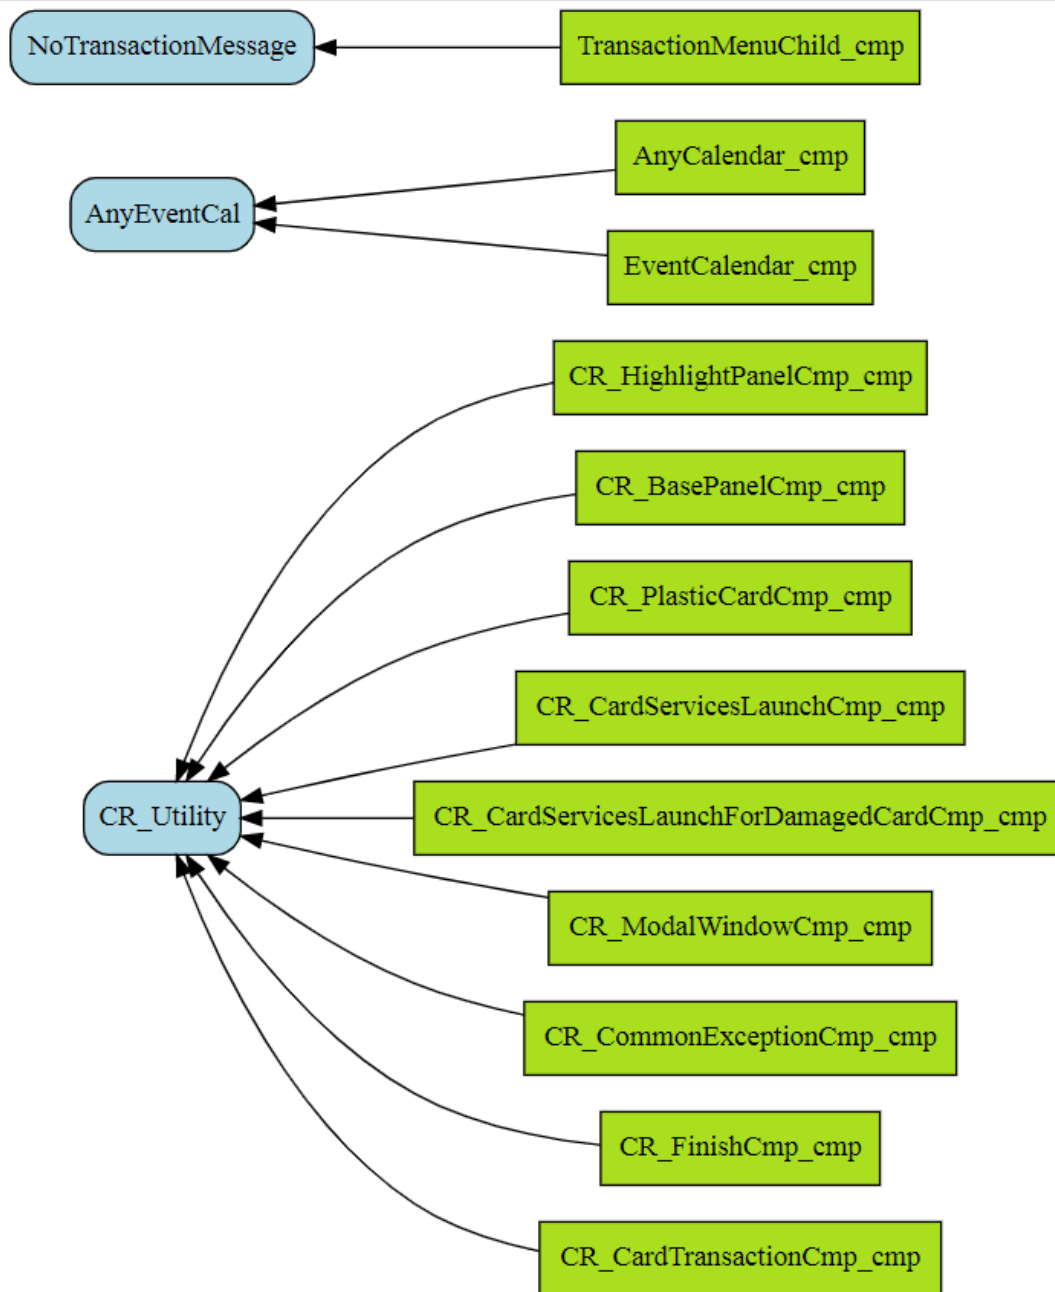 NoTransactionMessage
TransactionMenuChild_cmp
AnyCalendar_cmp
AnyEventCal
EventCalendar_cmp
CR_HighlightPanelCmp_cmp
CR_BasePanelCmp_cmp
CR_PlasticCardCmp_cmp
CR_CardServicesLaunchCmp_cmp
CR_Utility
CR_CardServicesLaunchForDamagedCardCmp_cmp
CR_ModalWindowCmp_cmp
CR_CommonExceptionCmp_cmp
CR_FinishCmp_cmp
CR_CardTransactionCmp_cmp